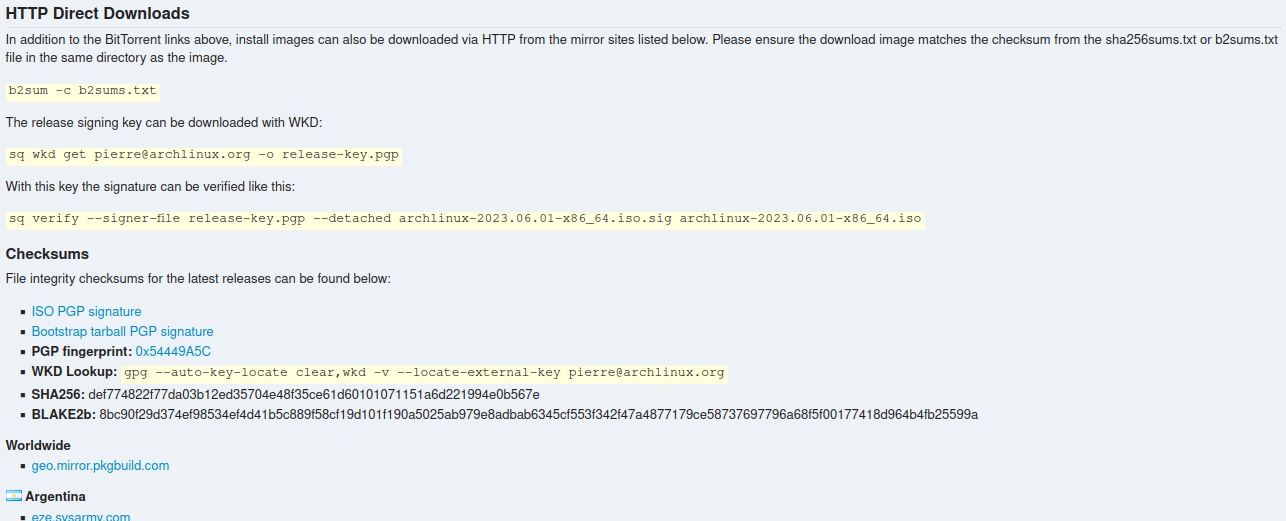 HTTP Direct Downloads
In addition to the BitTorrent links above, install images can also be downloaded via HTTP from the mirror sites listed below. Please ensure the download image matches the checksum from the sha256sums.txt or b2sums.txt
file in the same directory as the image.
b2sum -c b2sums.txt
The release signing key can be downloaded with WKD:
sq wkd get pierre@archlinux.org -o release-key.pgp
With this key the signature can be verified like this:
sq verify --signer-file release-key.pgp --detached archlinux-2023.06.01-x86_64.iso.sig archlinux-2023.06.01-x86_64.iso
Checksums
File integrity checksums for the latest releases can be found below:
ISO PGP signature
Bootstrap tarball PGP signature
PGP fingerprint: 0x54449A5C
WKD Lookup: gpg --auto-key-locate clear,wkd -v --locate-external-key pierre@archlinux.org
SHA256: def774822f77da03b12ed35704e48f35ce61d60101071151a6d221994e0b567e
BLAKE2b: 8bc90f29d374ef98534ef4d41b5c889f58cf19d101f190a5025ab979e8adbab6345cf553f342f47a4877179ce58737697796a68f5f00177418d964b4fb25599a
Worldwide
geo.mirror.pkgbuild.com
Argentina
eze.sysarmy.com